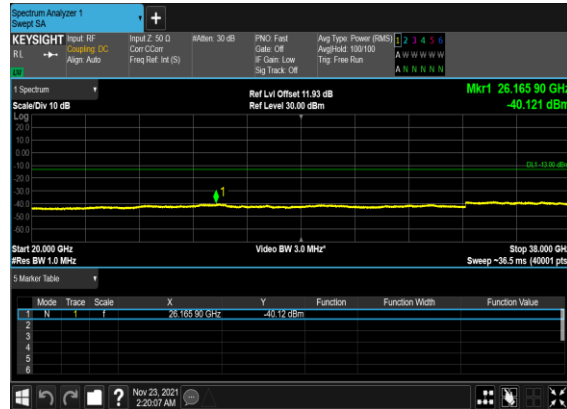 Spectrum Analyzer 1
Swept SA
+
KEYSIGHT Input: RF Input Z: 50 Ω #Atten: 30 dB PNO: Fast Avg Type: Power (RMS) 1 2 3 4 5 6
RL Coupling: DC Corr CCorr Gate: Off Avg|Hold: 100/100 A W W W W W
Align: Auto Freq Ref: Int (S) IF Gain: Low Trig: Free Run A N N N N N
Sig Track: Off
1 Spectrum Ref Lvl Offset 11.93 dB Mkr1 26.165 90 GHz
Scale/Div 10 dB Ref Level 30.00 dBm -40.121 dBm
Log
20.0
10.0
0.00
-10.0 DL1 -13.00 dBm
-20.0
-30.0 1
-40.0
-50.0
-60.0
Start 20.000 GHz Video BW 3.0 MHz* Stop 38.000 GHz
#Res BW 1.0 MHz Sweep ~36.5 ms (40001 pts)
5 Marker Table
Mode Trace Scale X Y Function Function Width Function Value
1 N 1 f 26.165 90 GHz -40.12 dBm
2
3
4
5
6
? Nov 23, 2021
2:20:07 AM